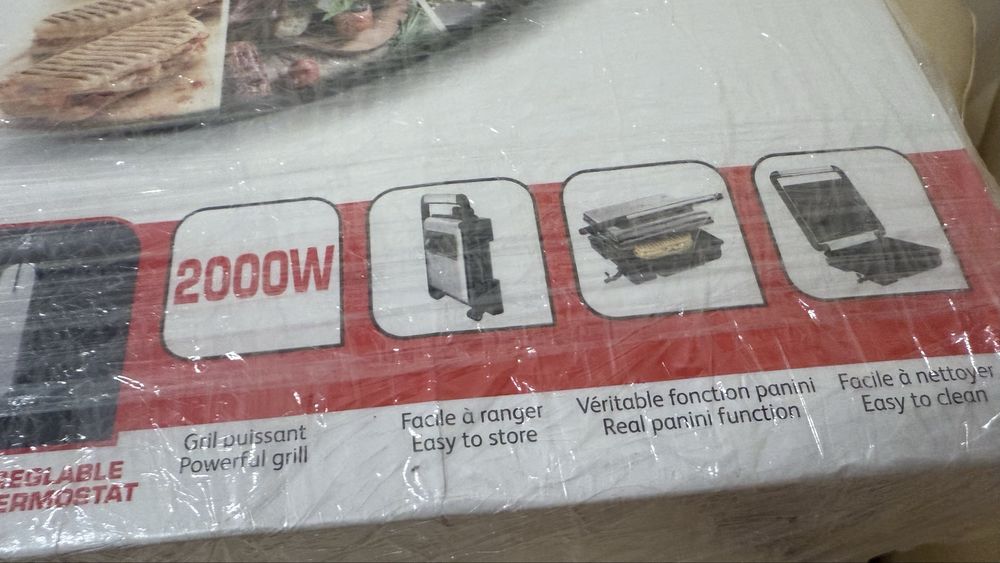 2000W
Gril puissant
Powerful grill
Facile à ranger
Easy to store
Véritable fonction panini
Real panini function
Facile à nettoyer
Easy to clean
REGLABLE
ERMOSTAT